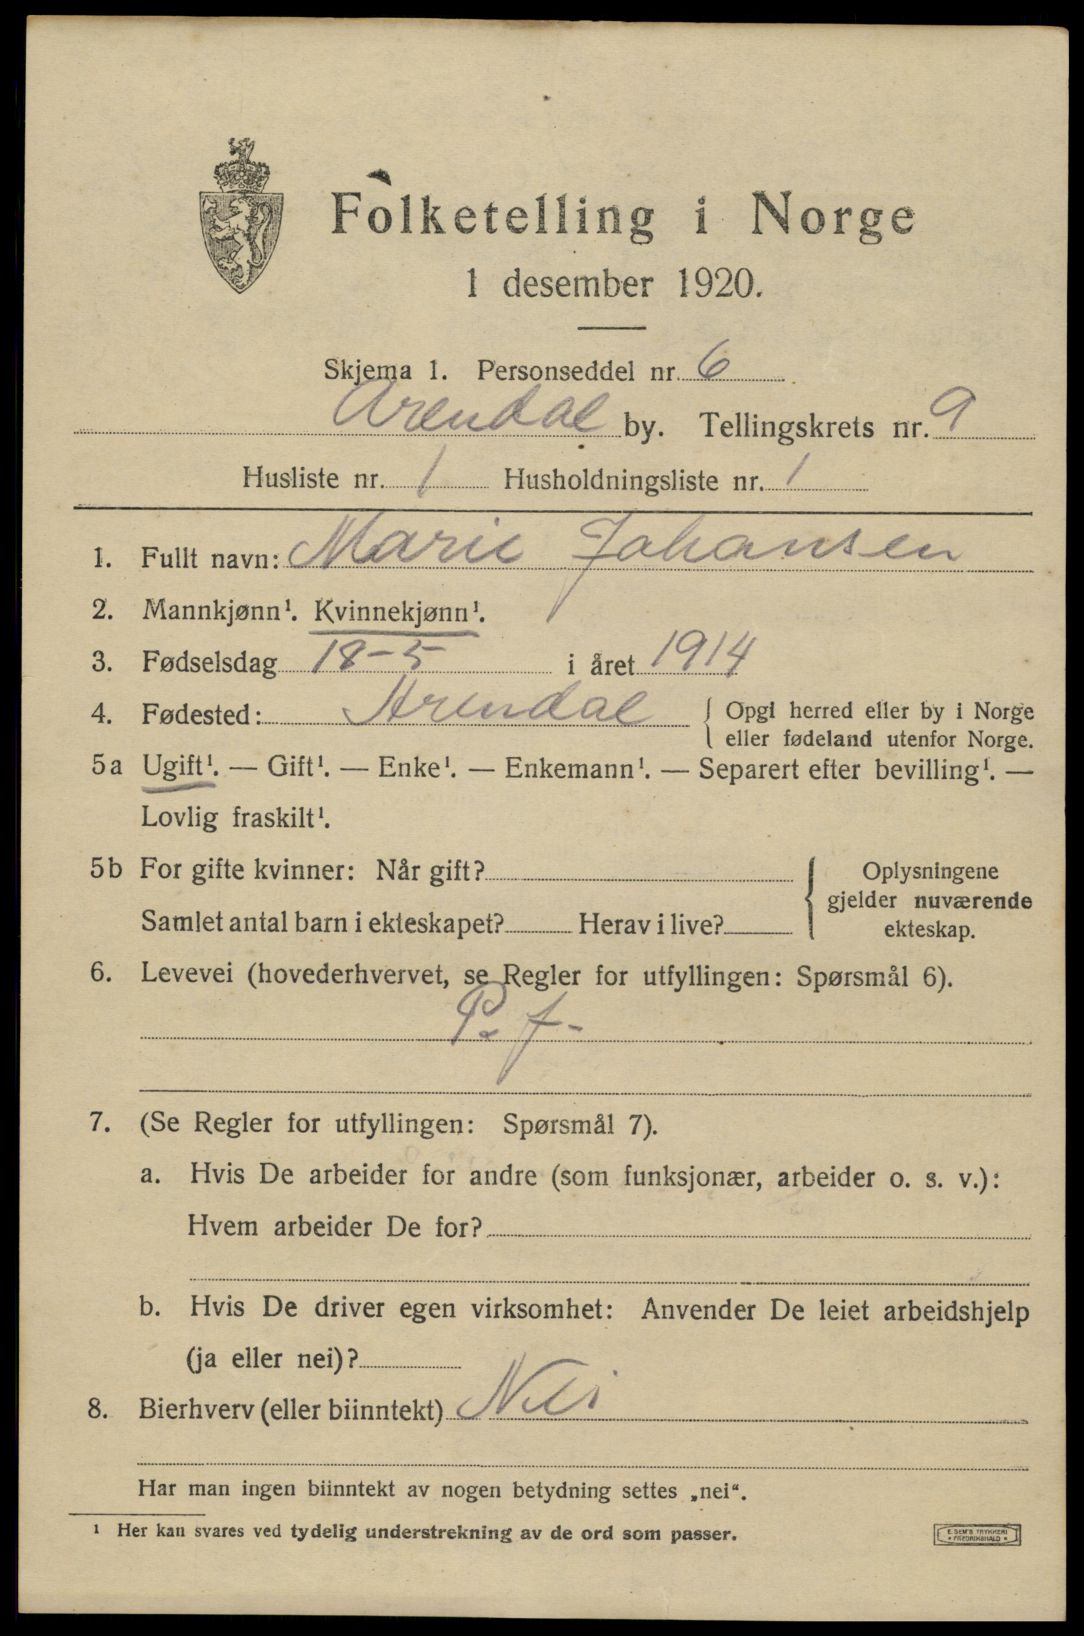 Folketelling i Norge
1 desember 1920.
Skjema 1. Personseddel nr. 6
Arendal by. Tellingskrets nr. 9
Husliste nr. 1 Husholdningsliste nr. 1
1. Fullt navn: Marie Johansen
2. Mannkjønn¹. Kvinnekjønn¹.
3. Fødselsdag 18-5 i året 1914
4. Fødested: Arendal { Opgi herred eller by i Norge
eller fødeland utenfor Norge.
5a Ugift¹. — Gift¹. — Enke¹. — Enkemann¹. — Separert efter bevilling¹. —
Lovlig fraskilt¹.
5b For gifte kvinner: Når gift? { Oplysningene
gjelder nuværende
Samlet antal barn i ekteskapet? Herav i live? ekteskap.
6. Levevei (hovederhvervet, se Regler for utfyllingen: Spørsmål 6).
P. f.
7. (Se Regler for utfyllingen: Spørsmål 7).
a. Hvis De arbeider for andre (som funksjonær, arbeider o. s. v.):
Hvem arbeider De for?
b. Hvis De driver egen virksomhet: Anvender De leiet arbeidshjelp
(ja eller nei)?
8. Bierhverv (eller biinntekt) Nei
Har man ingen biinntekt av nogen betydning settes „nei“.
¹ Her kan svares ved tydelig understrekning av de ord som passer.
E. SEM'S TRYKKERI
• FREDRIKSHALD •